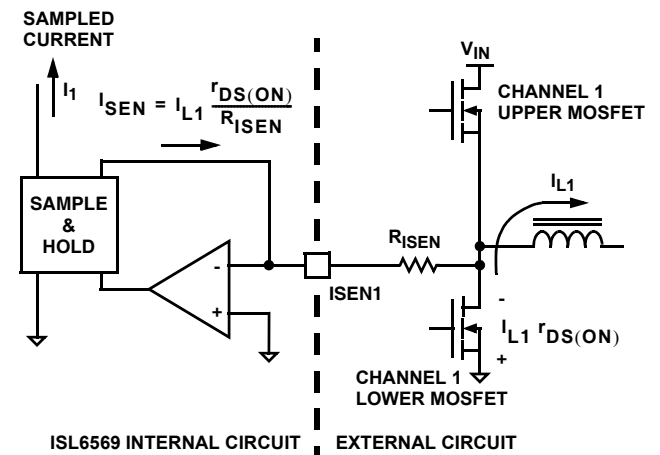 SAMPLED
CURRENT
I1
ISEN = IL1 rDS(ON) / RISEN
SAMPLE
&
HOLD
-
+
ISEN1
RISEN
VIN
CHANNEL 1
UPPER MOSFET
IL1
-
IL1 rDS(ON)
+
CHANNEL 1
LOWER MOSFET
ISL6569 INTERNAL CIRCUIT
EXTERNAL CIRCUIT